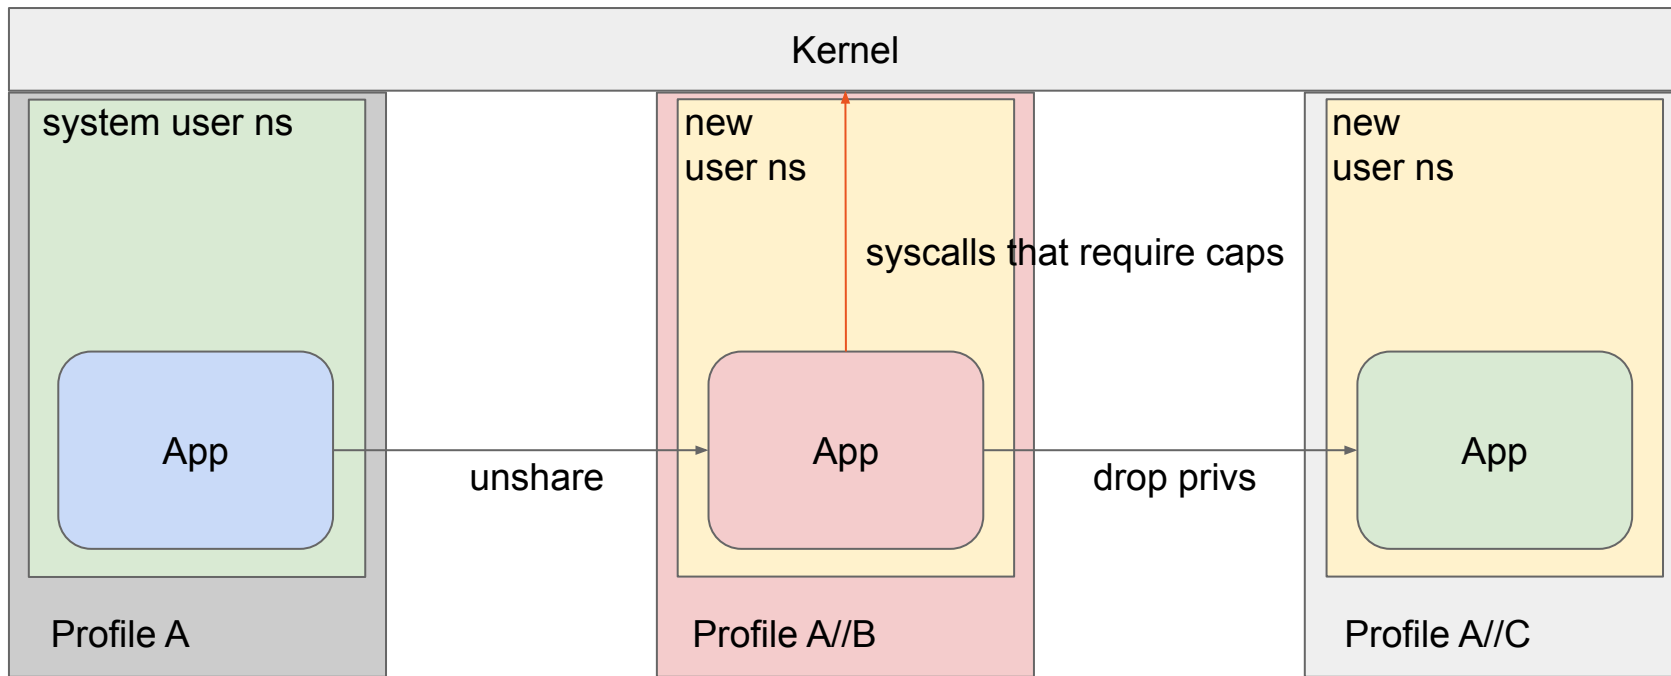 Kernel
system user ns
new
user ns
new
user ns
syscalls that require caps
App
unshare
App
drop privs
App
Profile A
Profile A//B
Profile A//C